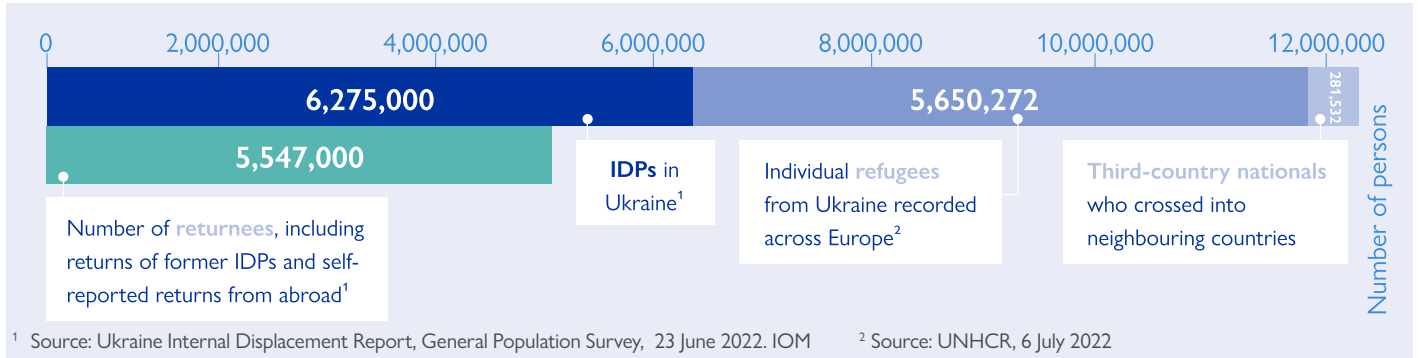 0 2,000,000 4,000,000 6,000,000 8,000,000 10,000,000 12,000,000
6,275,000 5,650,272 281,532
5,547,000
IDPs in
Ukraine¹
Individual refugees
from Ukraine recorded
across Europe²
Third-country nationals
who crossed into
neighbouring countries
Number of persons
Number of returnees, including
returns of former IDPs and self-
reported returns from abroad¹
¹ Source: Ukraine Internal Displacement Report, General Population Survey, 23 June 2022. IOM ² Source: UNHCR, 6 July 2022